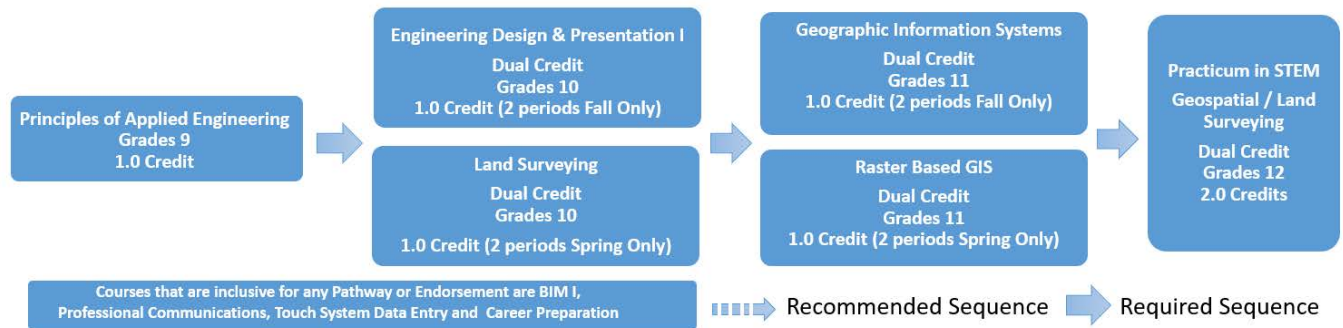 Principles of Applied Engineering
Grades 9
1.0 Credit
Engineering Design & Presentation I
Dual Credit
Grades 10
1.0 Credit (2 periods Fall Only)
Land Surveying
Dual Credit
Grades 10
1.0 Credit (2 periods Spring Only)
Geographic Information Systems
Dual Credit
Grades 11
1.0 Credit (2 periods Fall Only)
Raster Based GIS
Dual Credit
Grades 11
1.0 Credit (2 periods Spring Only)
Practicum in STEM
Geospatial / Land
Surveying
Dual Credit
Grades 12
2.0 Credits
Courses that are inclusive for any Pathway or Endorsement are BIM I,
Professional Communications, Touch System Data Entry and Career Preparation
Recommended Sequence
Required Sequence